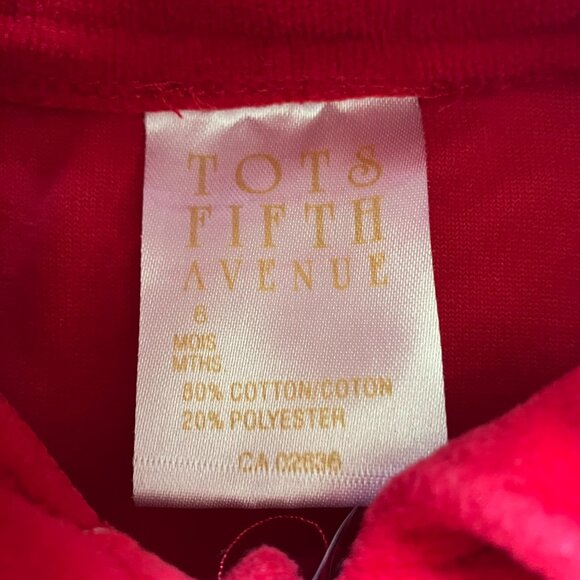 TOTS
FIFTH
AVENUE
6
MOIS
MTHS
80% COTTON/COTON
20% POLYESTER
CA 02636